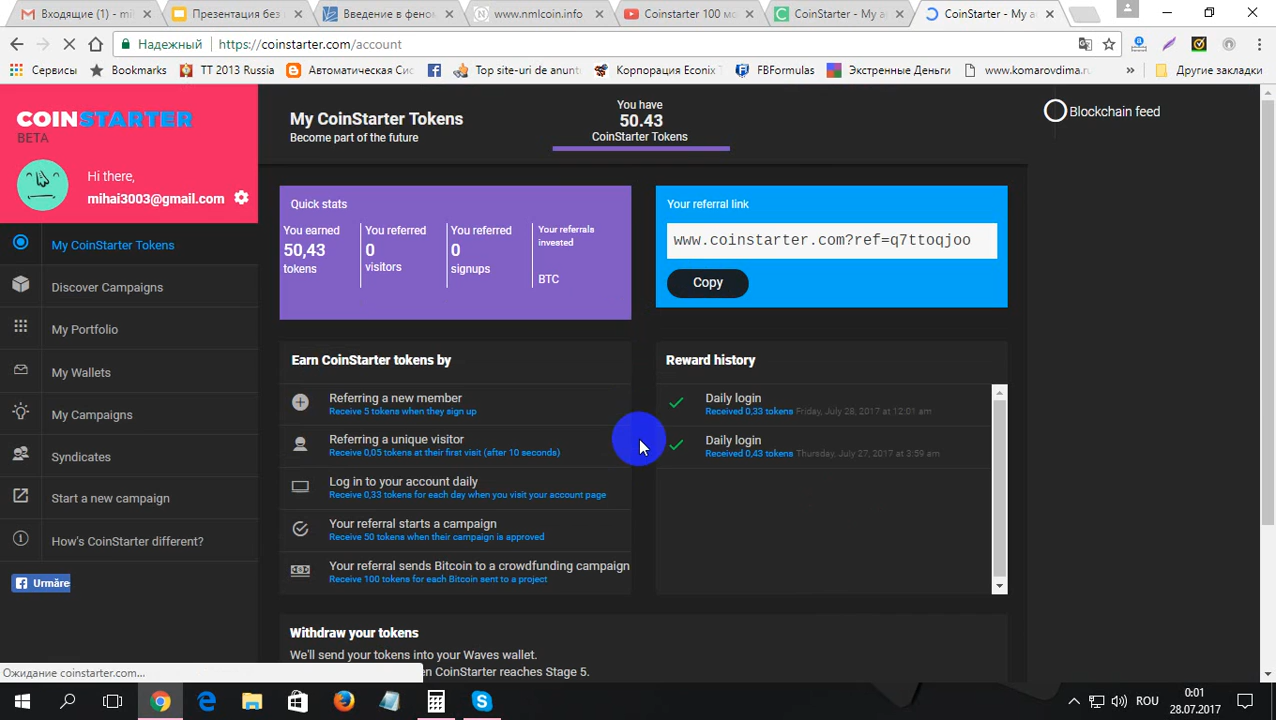 Входящие (1) - mi
Презентация без
Введение в фено
www.nmlcoin.info
Coinstarter 100 мо
CoinStarter - My a
CoinStarter - My a
Надежный https://coinstarter.com/account
Сервисы Bookmarks TT 2013 Russia Автоматическая Сис Top site-uri de anunt Корпорация Econix FBFormulas Экстренные Деньги www.komarovdima.ru » Другие закладки
COINSTARTER
BETA
Hi there,
mihai3003@gmail.com
My CoinStarter Tokens
Discover Campaigns
My Portfolio
My Wallets
My Campaigns
Syndicates
Start a new campaign
How's CoinStarter different?
Urmăre
My CoinStarter Tokens
Become part of the future
You have
50.43
CoinStarter Tokens
Blockchain feed
Quick stats
You earned
50,43
tokens
You referred
0
visitors
You referred
0
signups
Your referrals
invested
BTC
Your referral link
www.coinstarter.com?ref=q7ttoqjoo
Copy
Earn CoinStarter tokens by
Referring a new member
Receive 5 tokens when they sign up
Referring a unique visitor
Receive 0,05 tokens at their first visit (after 10 seconds)
Log in to your account daily
Receive 0,33 tokens for each day when you visit your account page
Your referral starts a campaign
Receive 50 tokens when their campaign is approved
Your referral sends Bitcoin to a crowdfunding campaign
Receive 100 tokens for each Bitcoin sent to a project
Reward history
Daily login
Received 0,33 tokens Friday, July 28, 2017 at 12:01 am
Daily login
Received 0,43 tokens Thursday, July 27, 2017 at 3:59 am
Withdraw your tokens
We'll send your tokens into your Waves wallet.
en CoinStarter reaches Stage 5.
Ожидание coinstarter.com...
ROU
0:01
28.07.2017